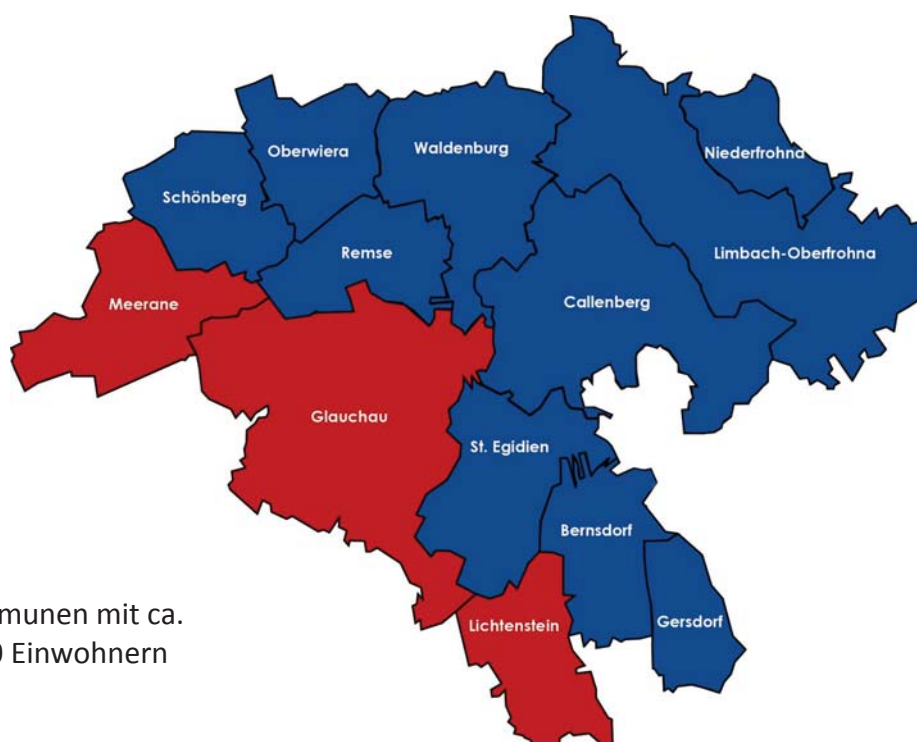 Oberwiera
Waldenburg
Niederfrohna
Schönberg
Remse
Limbach-Oberfrohna
Meerane
Callenberg
Glauchau
St. Egidien
Bernsdorf
munen mit ca.
Lichtenstein
Gersdorf
Einwohnern